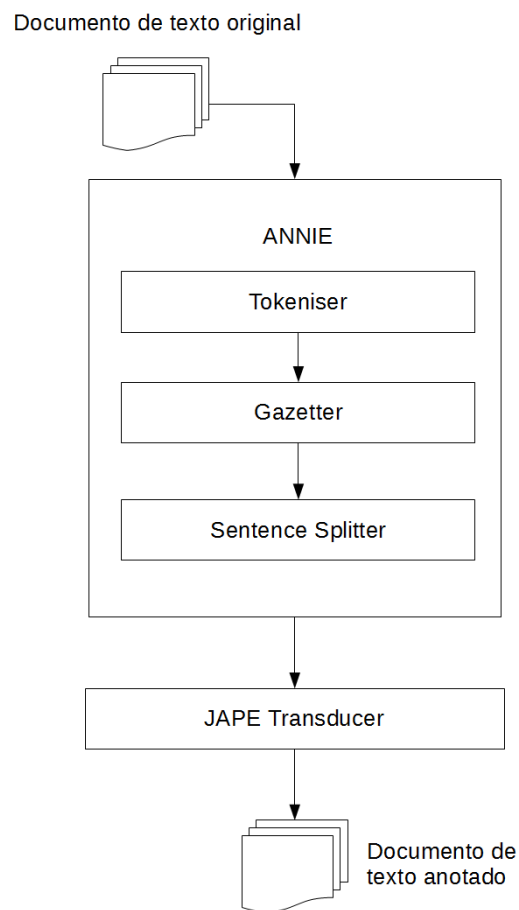 Documento de texto original
ANNIE
Tokeniser
Gazetter
Sentence Splitter
JAPE Transducer
Documento de
texto anotado